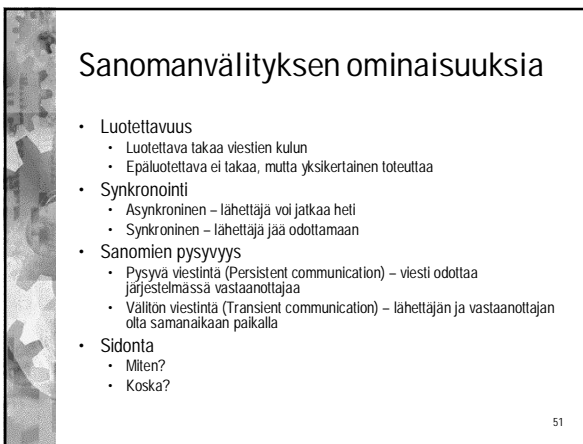 Sanomanvälityksen ominaisuuksia
• Luotettavuus
• Luotettava takaa viestien kulun
• Epäluotettava ei takaa, mutta yksikertainen toteuttaa
• Synkronointi
• Asynkroninen – lähettäjä voi jatkaa heti
• Synkroninen – lähettäjä jää odottamaan
• Sanomien pysyvyys
• Pysyvä viestintä (Persistent communication) – viesti odottaa
järjestelmässä vastaanottajaa
• Välitön viestintä (Transient communication) – lähettäjän ja vastaanottajan
olta samanaikaan paikalla
• Sidonta
• Miten?
• Koska?
51